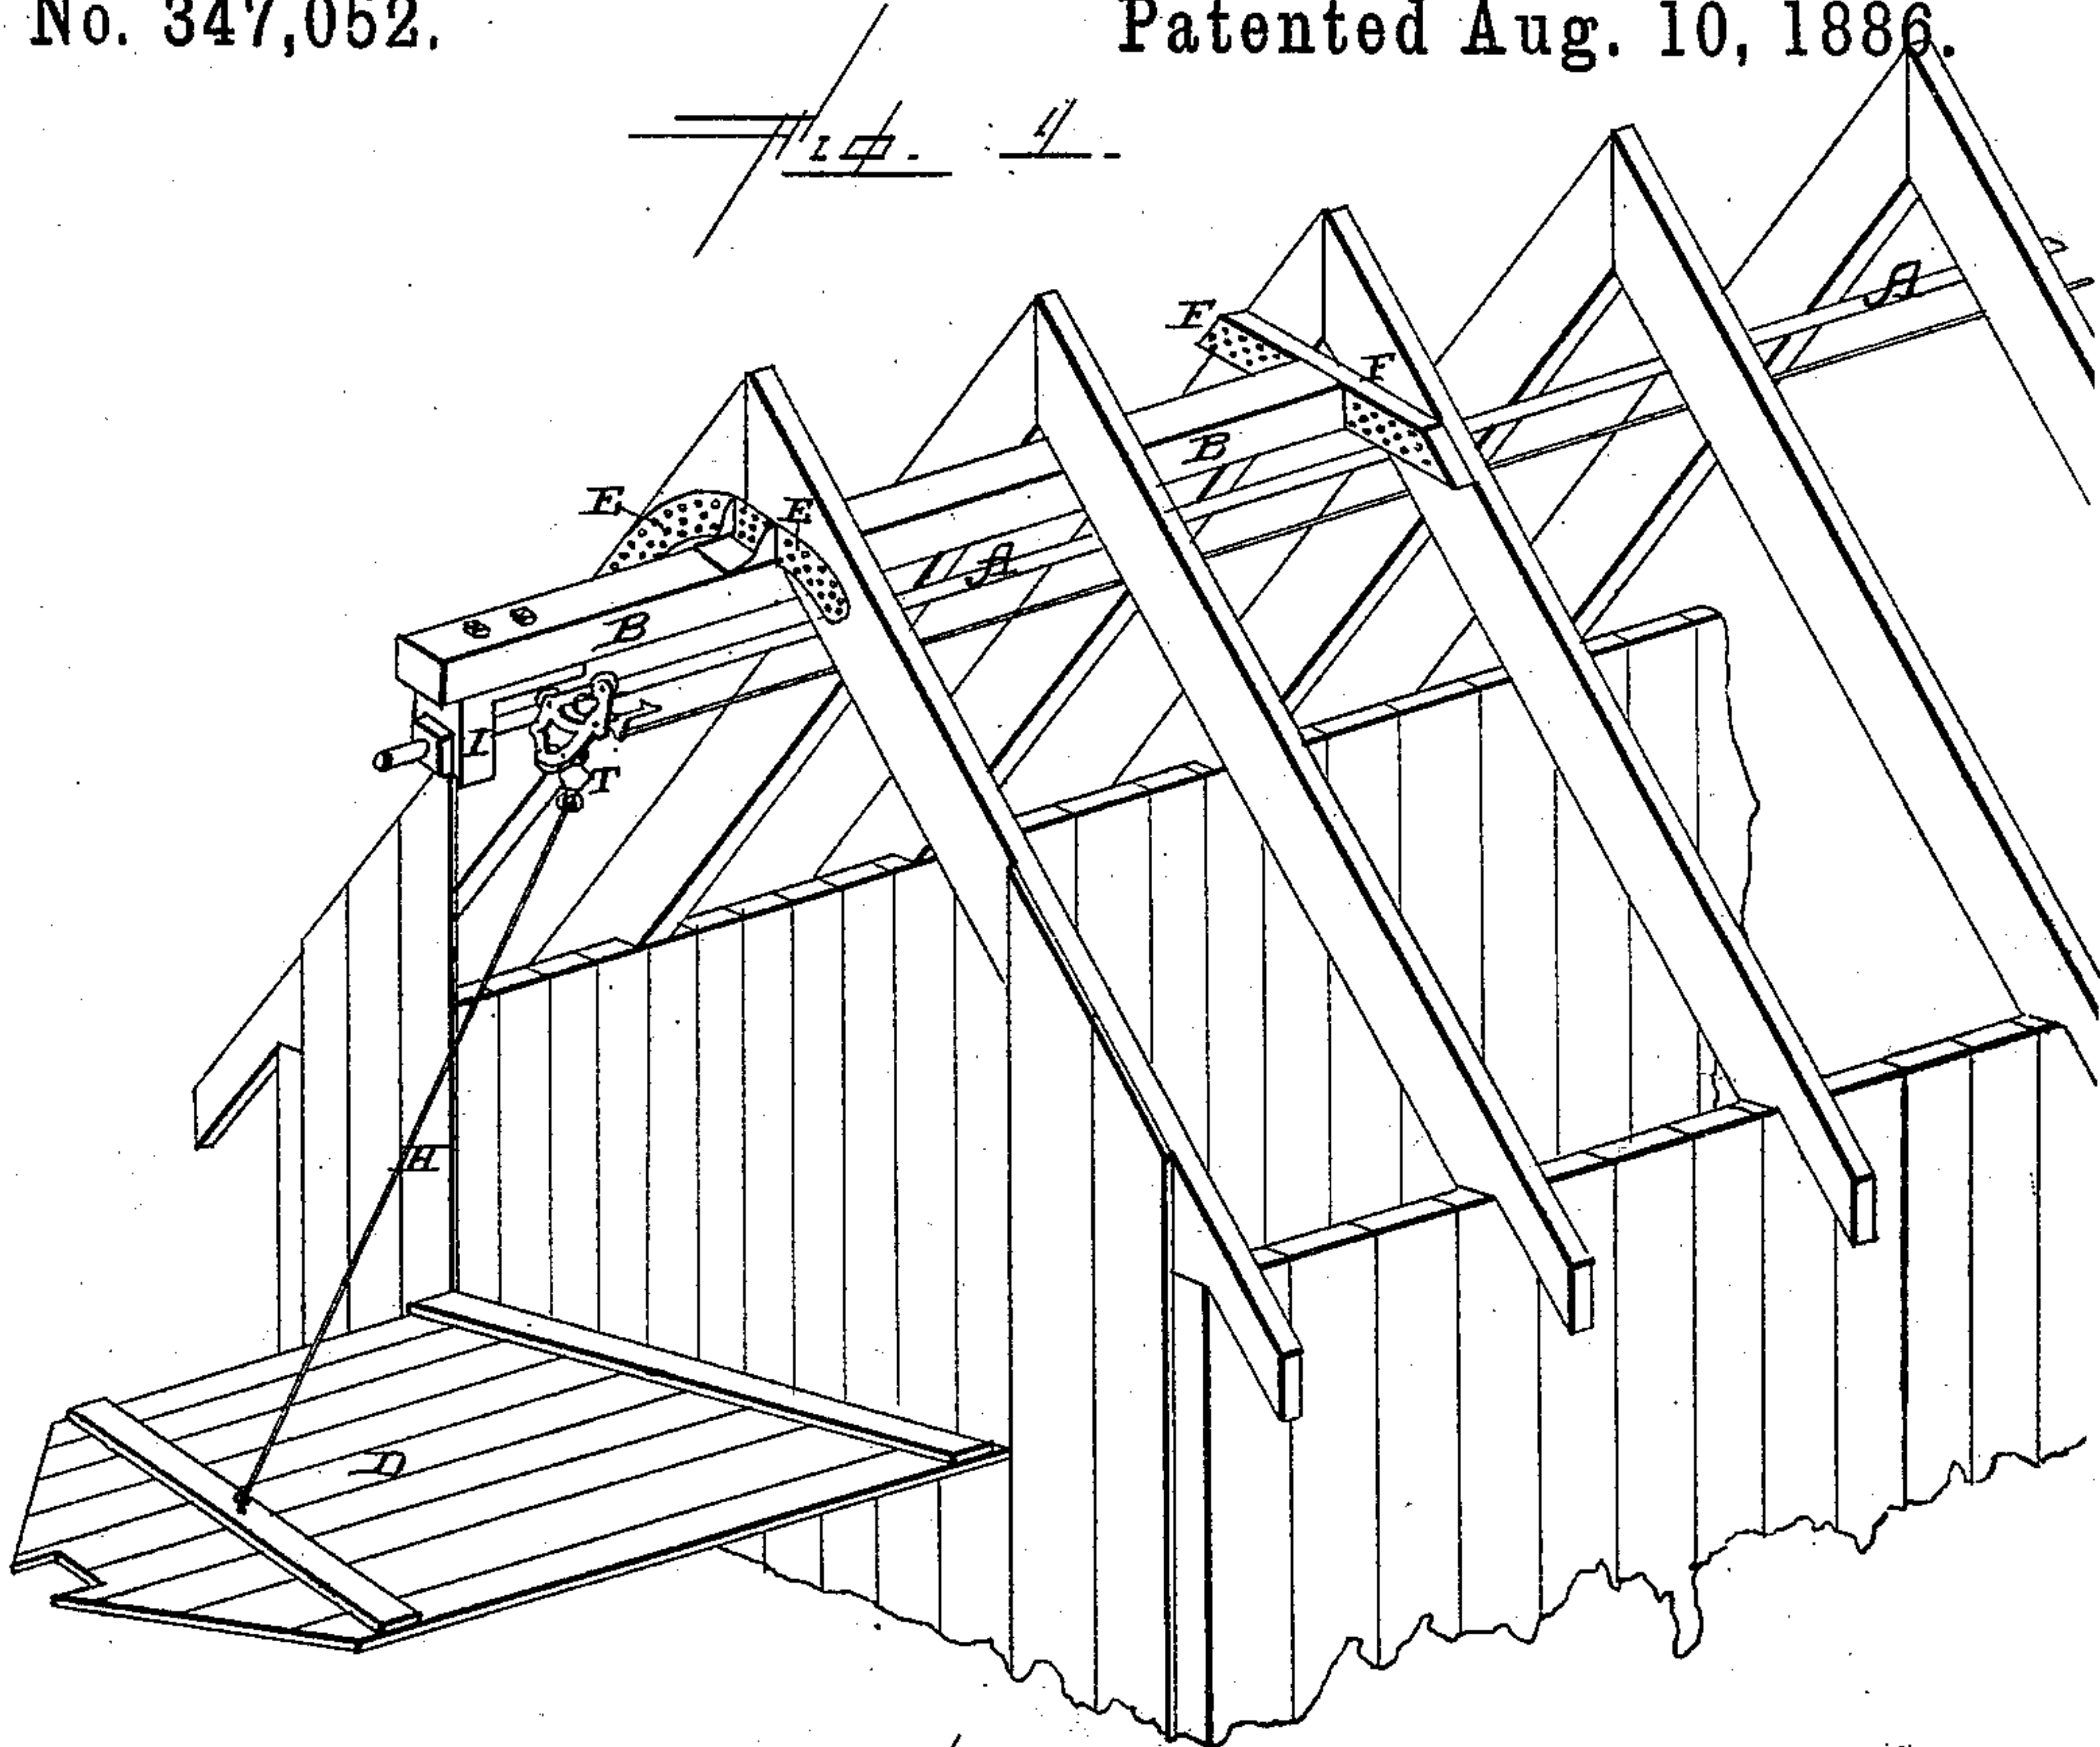 No. 347,052.
Patented Aug. 10, 1886.
Fig. 1.
A
F
F
B
E
E
A
B
I
T
H
D